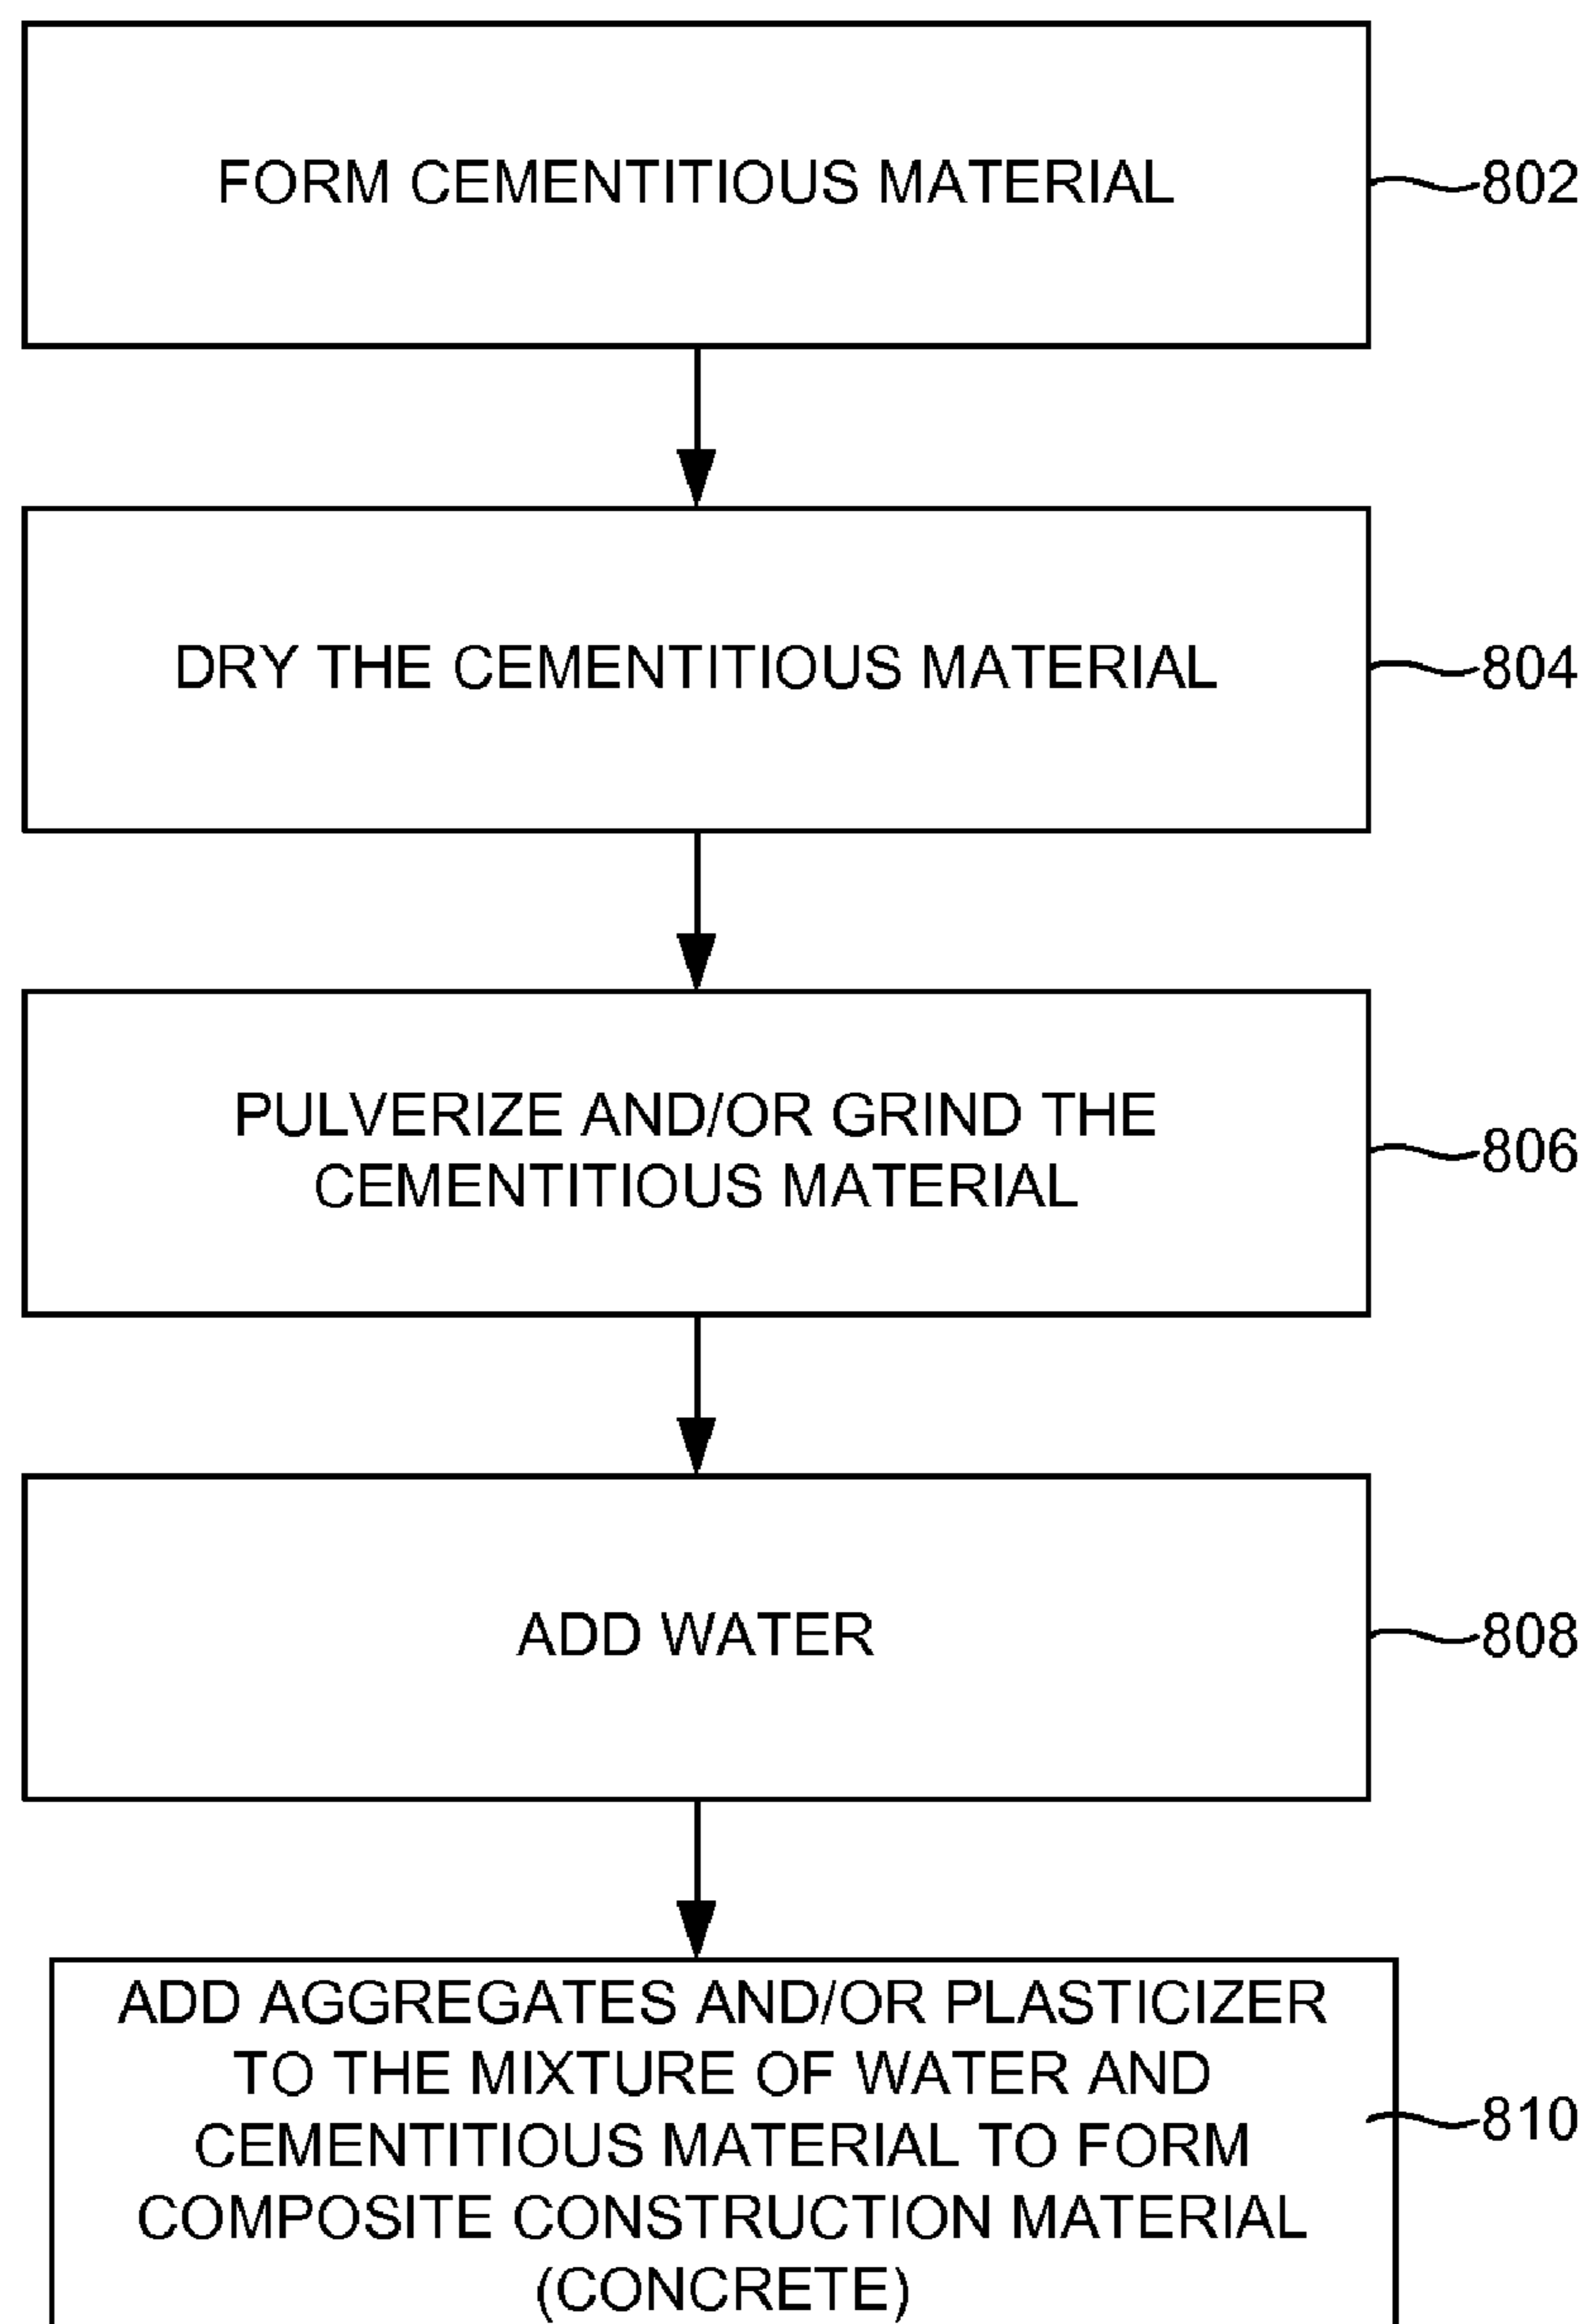 FORM CEMENTITIOUS MATERIAL
802
DRY THE CEMENTITIOUS MATERIAL
804
PULVERIZE AND/OR GRIND THE
CEMENTITIOUS MATERIAL
806
ADD WATER
808
ADD AGGREGATES AND/OR PLASTICIZER
TO THE MIXTURE OF WATER AND
CEMENTITIOUS MATERIAL TO FORM
COMPOSITE CONSTRUCTION MATERIAL
(CONCRETE)
810